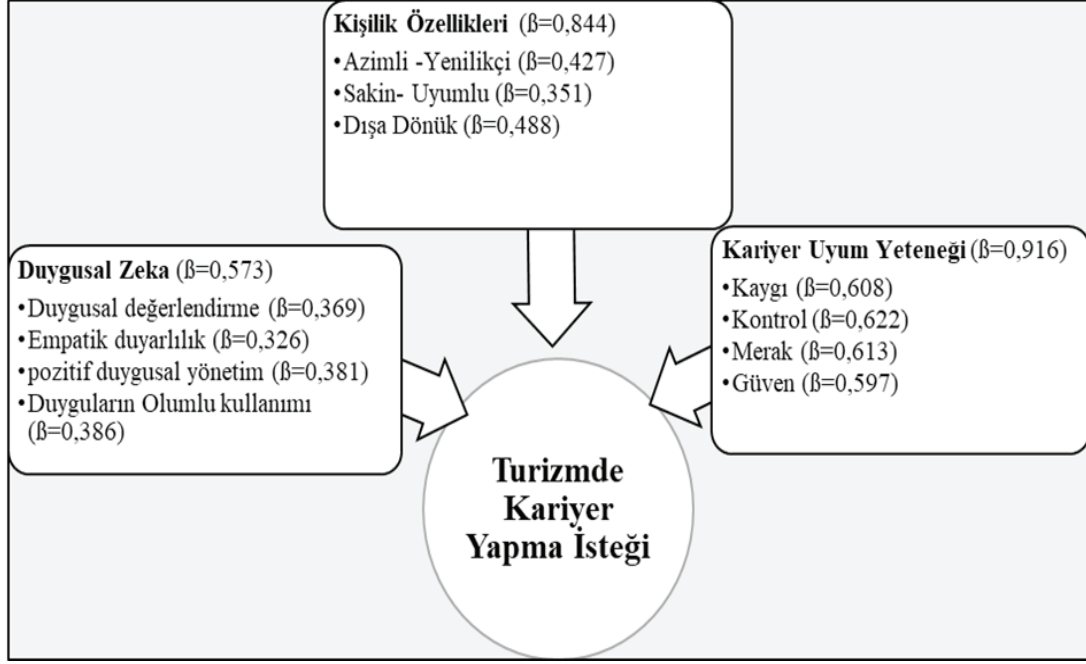 Kişilik Özellikleri (ß=0,844)
•Azimli -Yenilikçi (ß=0,427)
•Sakin- Uyumlu (ß=0,351)
•Dışa Dönük (ß=0,488)
Duygusal Zeka (ß=0,573)
•Duygusal değerlendirme (ß=0,369)
•Empatik duyarlılık (ß=0,326)
•pozitif duygusal yönetim (ß=0,381)
•Duyguların Olumlu kullanımı
(ß=0,386)
Kariyer Uyum Yeteneği (ß=0,916)
•Kaygı (ß=0,608)
•Kontrol (ß=0,622)
•Merak (ß=0,613)
•Güven (ß=0,597)
Turizmde
Kariyer
Yapma İsteği